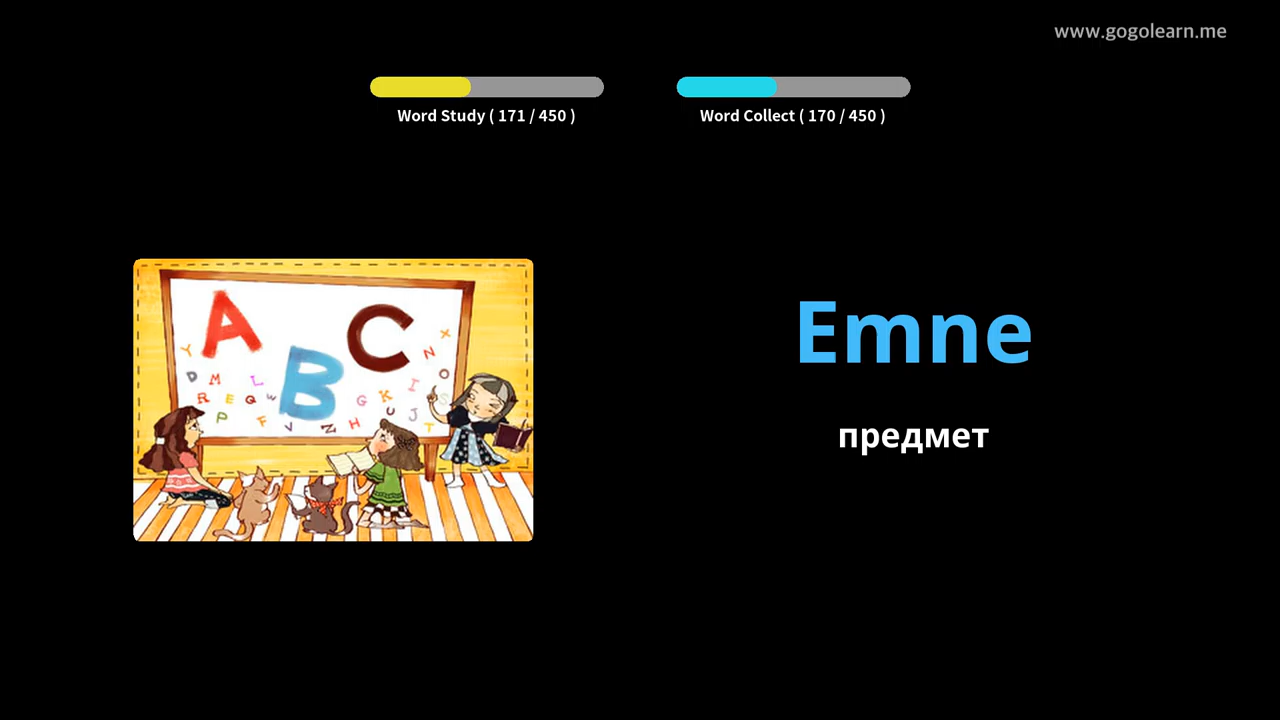 www.gogolearn.me
Word Study ( 171 / 450 )
Word Collect ( 170 / 450 )
A
C
B
X
Y
N
D
M
L
O
I
R
E
Q
W
G
K
S
P
F
V
Z
H
U
J
T
Emne
предмет